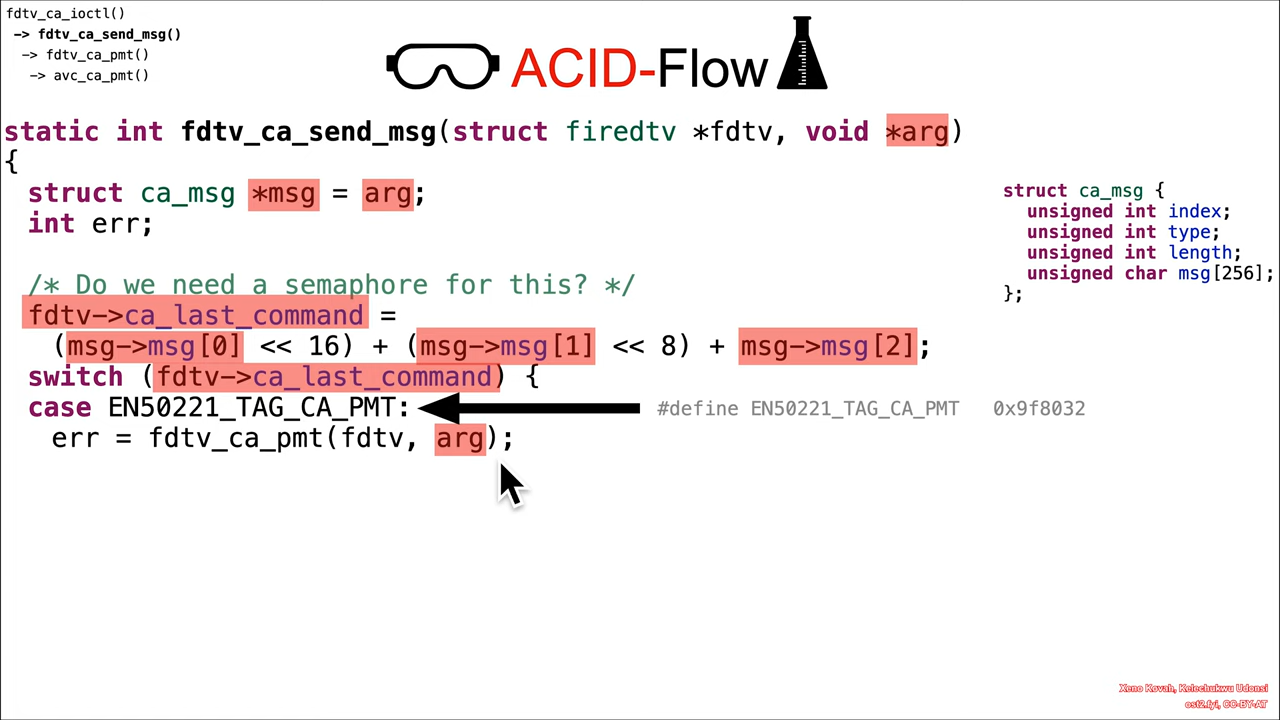 fdtv_ca_ioctl()
-> fdtv_ca_send_msg()
-> fdtv_ca_pmt()
-> avc_ca_pmt()
ACID-Flow
static int fdtv_ca_send_msg(struct firedtv *fdtv, void *arg)
{
struct ca_msg *msg = arg;
int err;
/* Do we need a semaphore for this? */
fdtv->ca_last_command =
(msg->msg[0] << 16) + (msg->msg[1] << 8) + msg->msg[2];
switch (fdtv->ca_last_command) {
case EN50221_TAG_CA_PMT:
err = fdtv_ca_pmt(fdtv, arg);
#define EN50221_TAG_CA_PMT 0x9f8032
struct ca_msg {
unsigned int index;
unsigned int type;
unsigned int length;
unsigned char msg[256];
};
Xeno Kovah, Kelechukwu Udonsi
ost2.fyi, CC-BY-AT